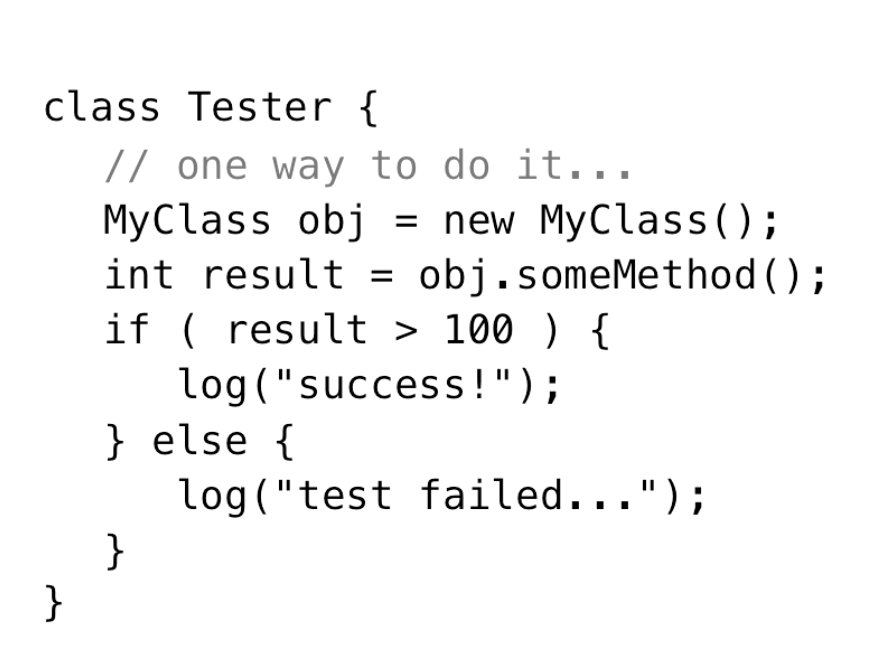 class Tester {
   // one way to do it...
   MyClass obj = new MyClass();
   int result = obj.someMethod();
   if ( result > 100 ) {
      log("success!");
   } else {
      log("test failed...");
   }
}